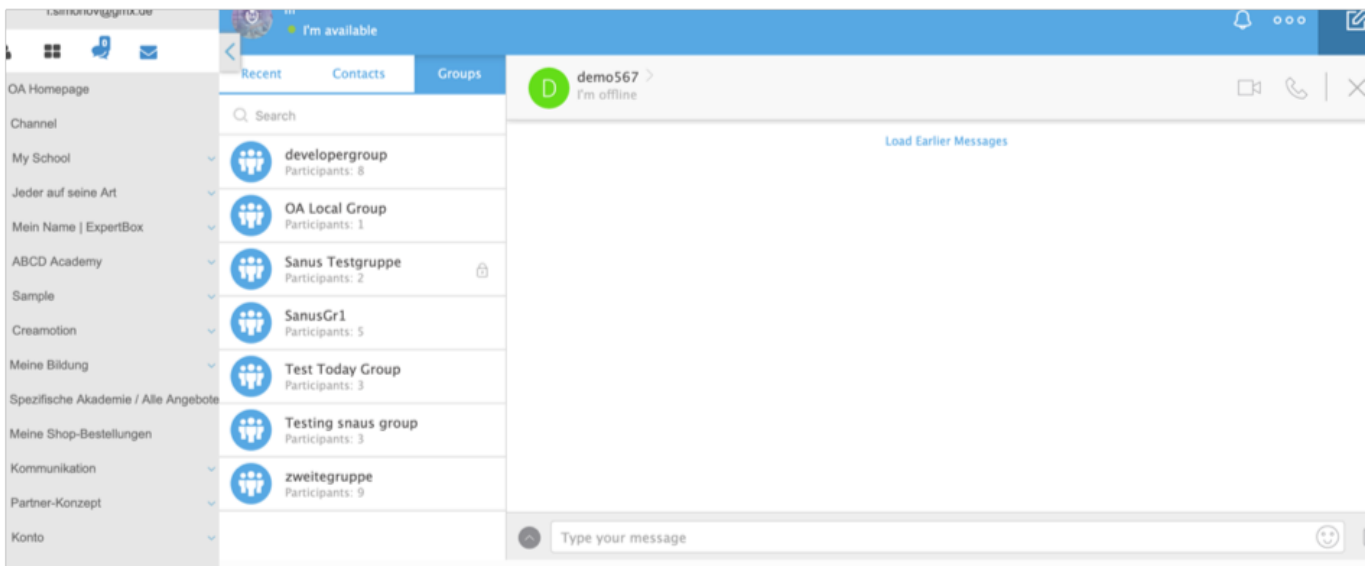 I'm available
0
OA Homepage
Channel
My School
Jeder auf seine Art
Mein Name | ExpertBox
ABCD Academy
Sample
Creamotion
Meine Bildung
Spezifische Akademie / Alle Angebote
Meine Shop-Bestellungen
Kommunikation
Partner-Konzept
Konto
Recent Contacts Groups
Search
developergroup
Participants: 8
OA Local Group
Participants: 1
Sanus Testgruppe
Participants: 2
SanusGr1
Participants: 5
Test Today Group
Participants: 3
Testing snaus group
Participants: 3
zweitegruppe
Participants: 9
D
demo567
I'm offline
Load Earlier Messages
Type your message